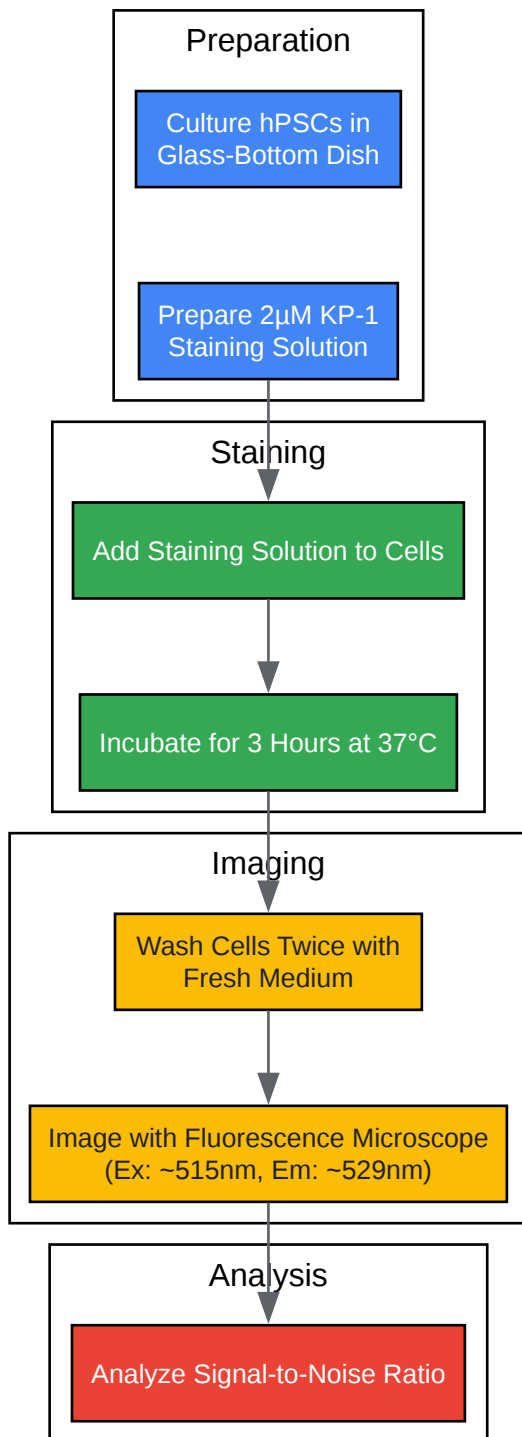 Preparation
Culture hPSCs in
Glass-Bottom Dish
Prepare 2µM KP-1
Staining Solution
Staining
Add Staining Solution to Cells
Incubate for 3 Hours at 37°C
Imaging
Wash Cells Twice with
Fresh Medium
Image with Fluorescence Microscope
(Ex: ~515nm, Em: ~529nm)
Analysis
Analyze Signal-to-Noise Ratio